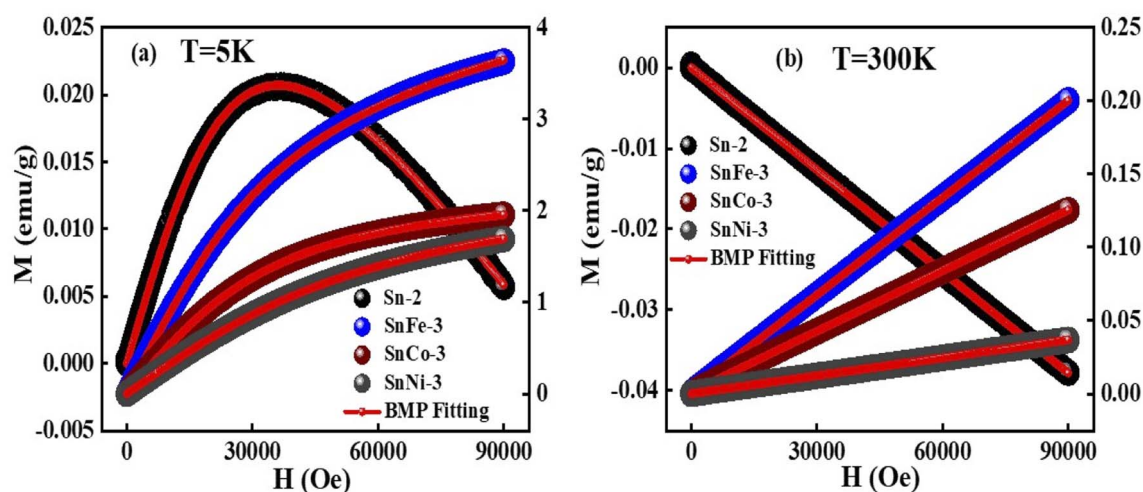 (a) T=5K
0.025
0.020
0.015
0.010
0.005
0.000
-0.005
M (emu/g)
4
3
2
1
0
Sn-2
SnFe-3
SnCo-3
SnNi-3
BMP Fitting
0 30000 60000 90000
H (Oe)
(b) T=300K
0.00
-0.01
-0.02
-0.03
-0.04
M (emu/g)
0.25
0.20
0.15
0.10
0.05
0.00
Sn-2
SnFe-3
SnCo-3
SnNi-3
BMP Fitting
0 30000 60000 90000
H (Oe)